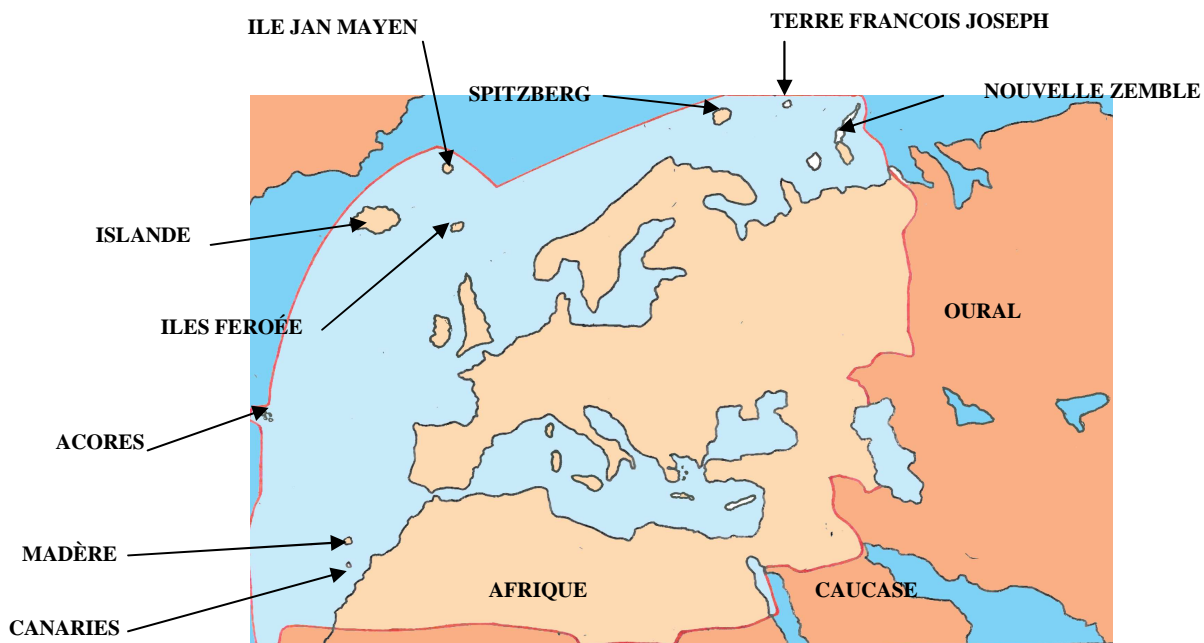 ILE JAN MAYEN
TERRE FRANCOIS JOSEPH
SPITZBERG
NOUVELLE ZEMBLE
ISLANDE
ILES FEROÉE
OURAL
ACORES
MADÈRE
AFRIQUE
CAUCASE
CANARIES